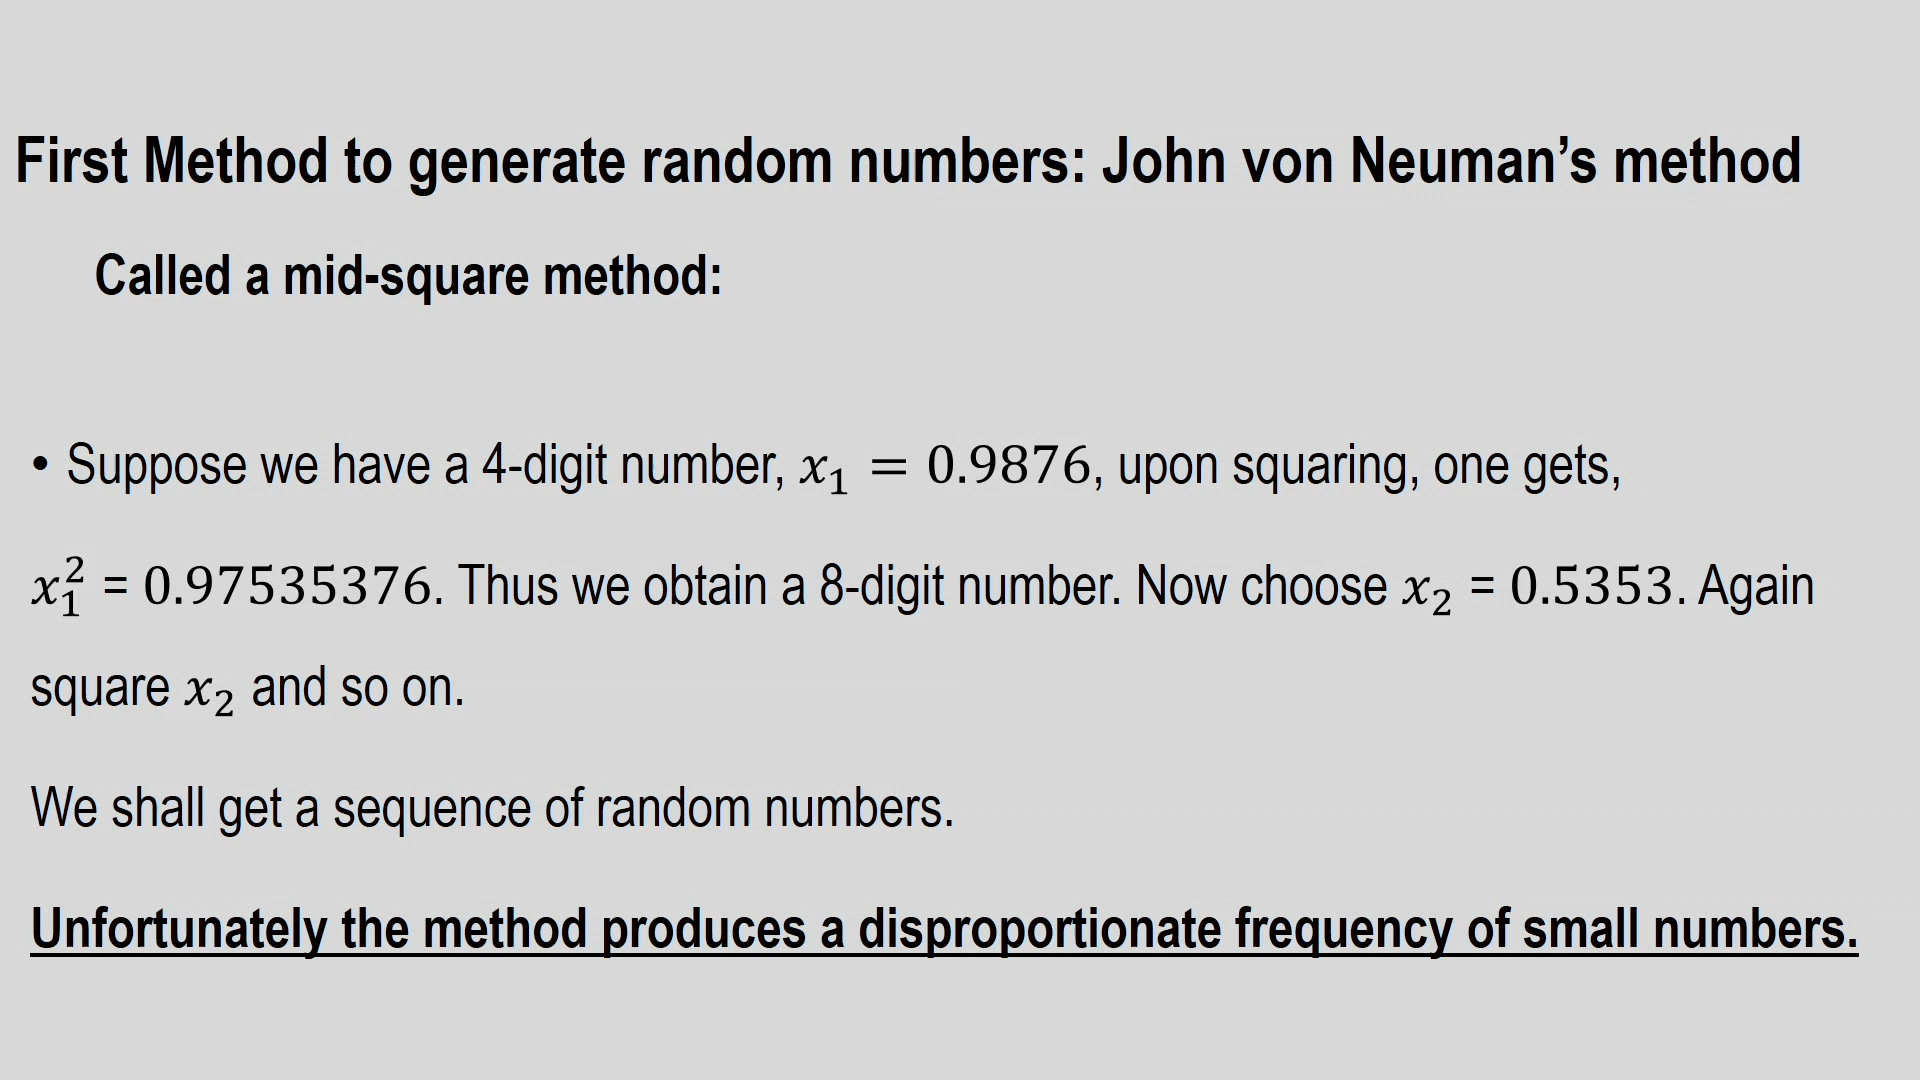 First Method to generate random numbers: John von Neuman’s method
Called a mid-square method:
• Suppose we have a 4-digit number, 𝑥₁ = 0.9876, upon squaring, one gets,
𝑥₁² = 0.97535376. Thus we obtain a 8-digit number. Now choose 𝑥₂ = 0.5353. Again
square 𝑥₂ and so on.
We shall get a sequence of random numbers.
Unfortunately the method produces a disproportionate frequency of small numbers.